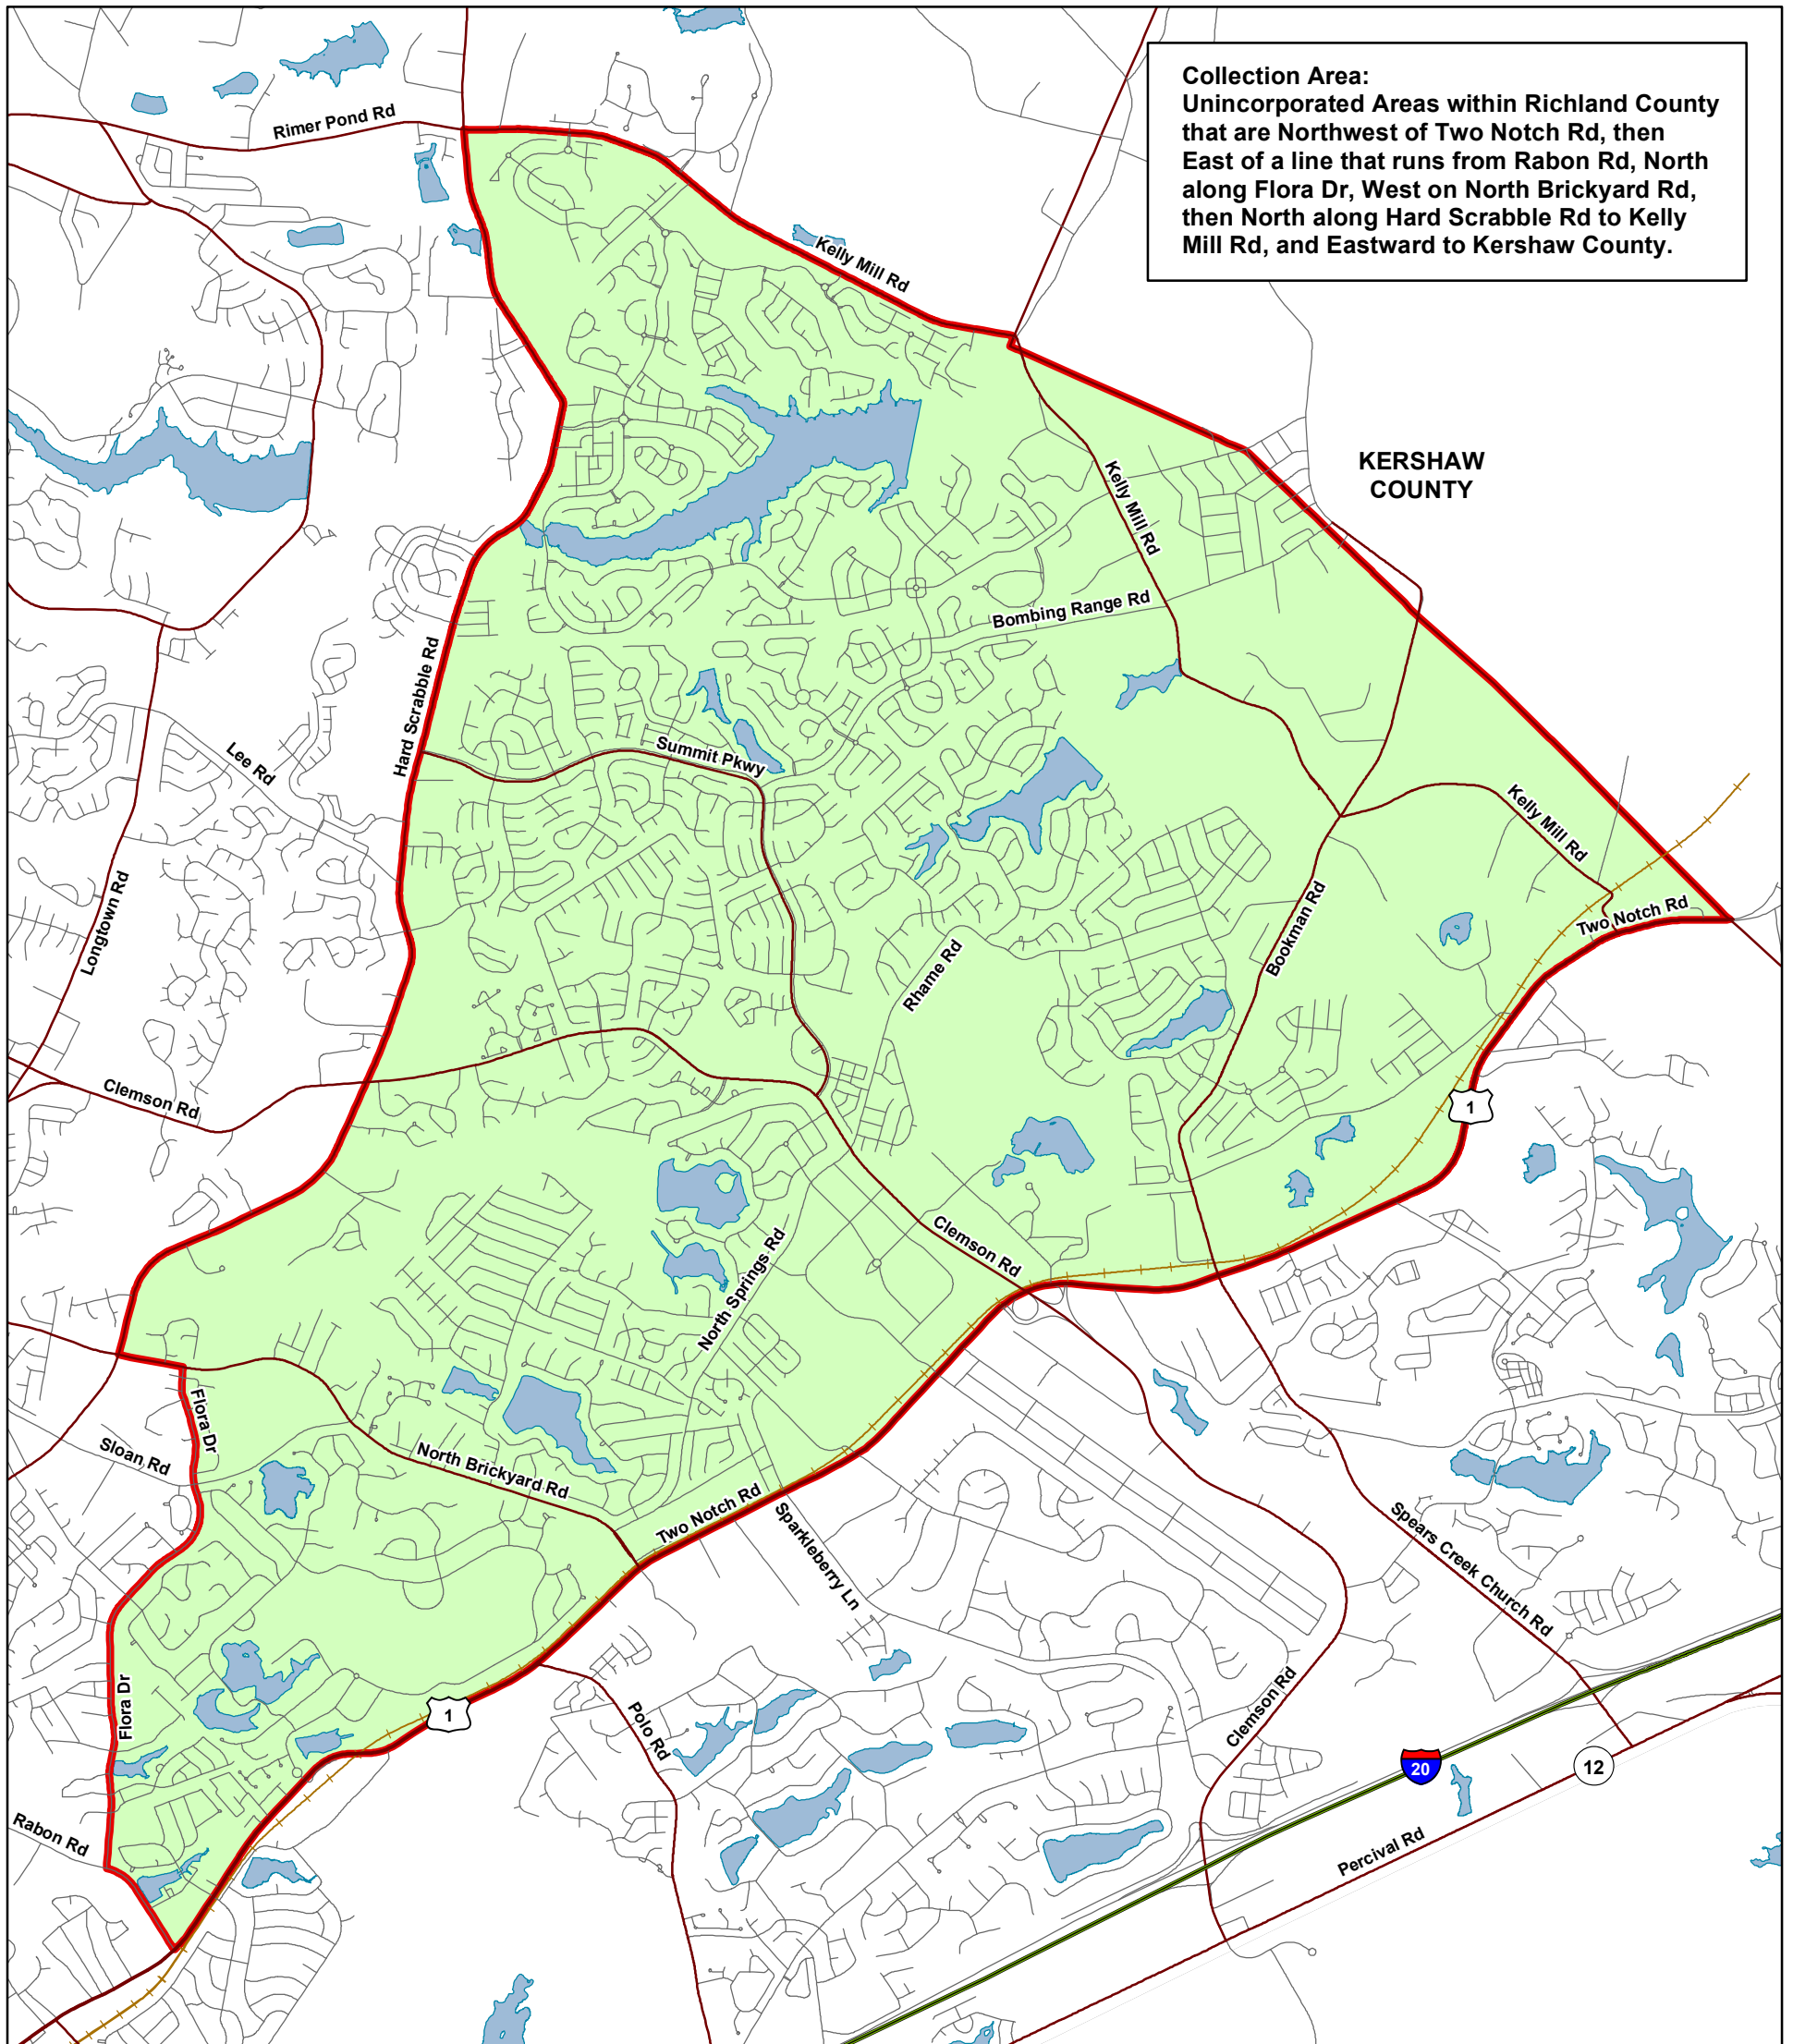 Collection Area:
Unincorporated Areas within Richland County
that are Northwest of Two Notch Rd, then
East of a line that runs from Rabon Rd, North
along Flora Dr, West on North Brickyard Rd,
then North along Hard Scrabble Rd to Kelly
Mill Rd, and Eastward to Kershaw County.
Rimer Pond Rd
Kelly Mill Rd
KERSHAW
COUNTY
Kelly Mill Rd
Bombing Range Rd
Hard Scrabble Rd
Summit Pkwy
Lee Rd
Kelly Mill Rd
Longtown Rd
Bookman Rd
Two Notch Rd
Rhame Rd
Clemson Rd
1
North Springs Rd
Clemson Rd
Flora Dr
Sloan Rd
North Brickyard Rd
Two Notch Rd
Sparkleberry Ln
Spears Creek Church Rd
Flora Dr
1
Polo Rd
Clemson Rd
20
12
Rabon Rd
Percival Rd